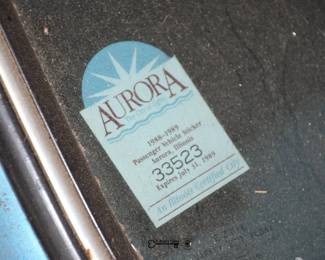 AURORA
1988-1989
Passenger Vehicle Sticker
Aurora, Illinois
33523
Expires July 31, 1989
An Illinois Certified City